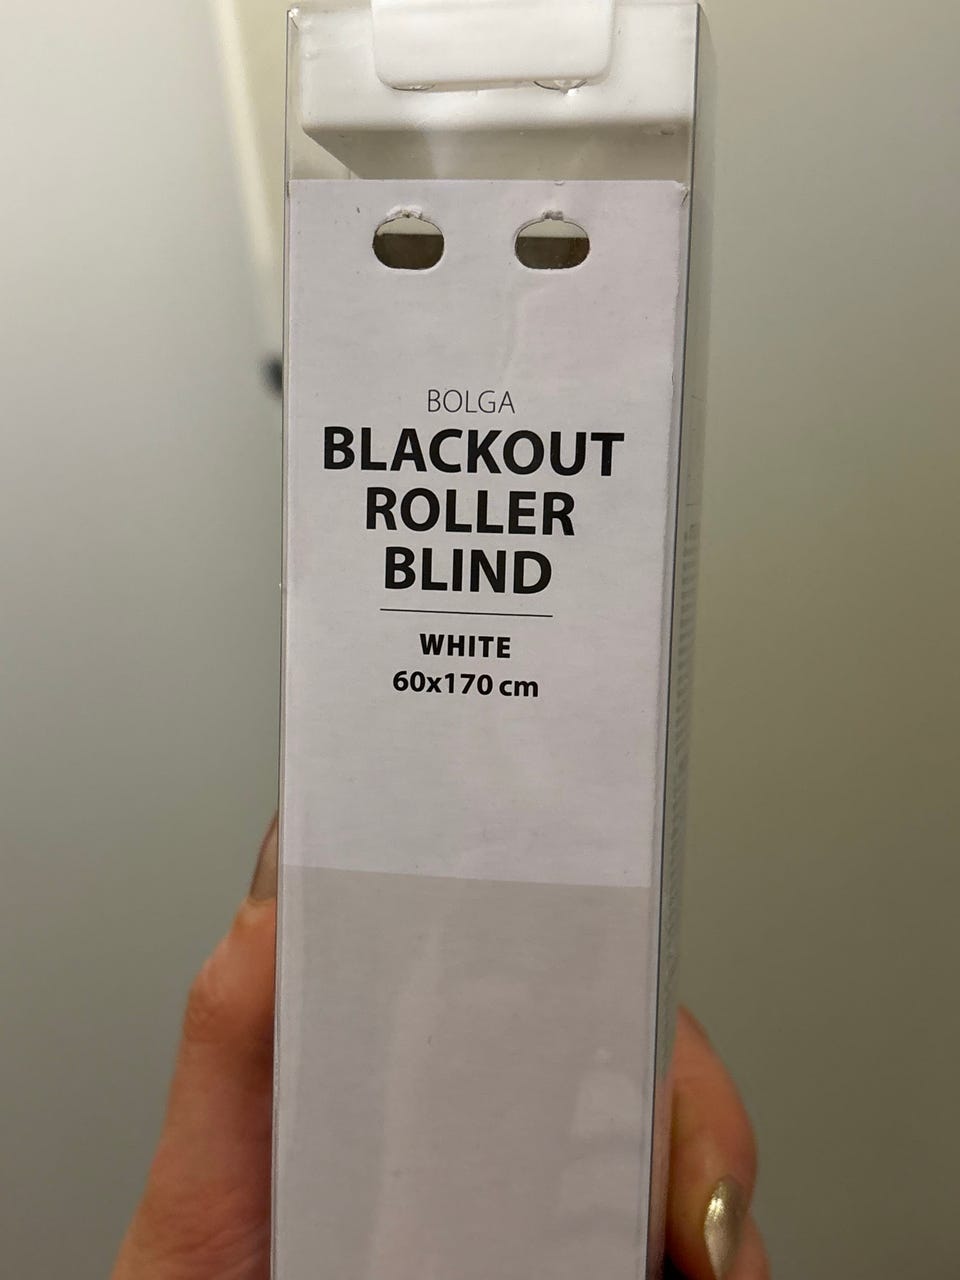 BOLGA
BLACKOUT
ROLLER
BLIND
WHITE
60x170 cm